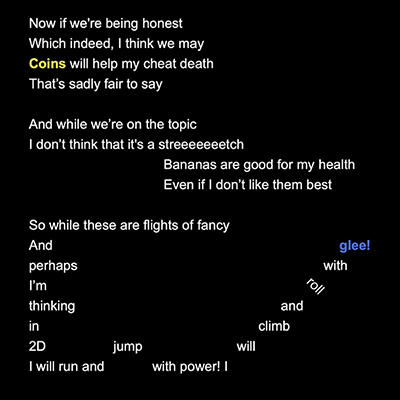 Now if we're being honest
Which indeed, I think we may
Coins will help my cheat death
That’s sadly fair to say
And while we’re on the topic
I don't think that it's a streeeeeeetch
Bananas are good for my health
Even if I don’t like them best
So while these are flights of fancy
And glee!
perhaps with
I’m roll
thinking and
in climb
2D jump will
I will run and with power! I